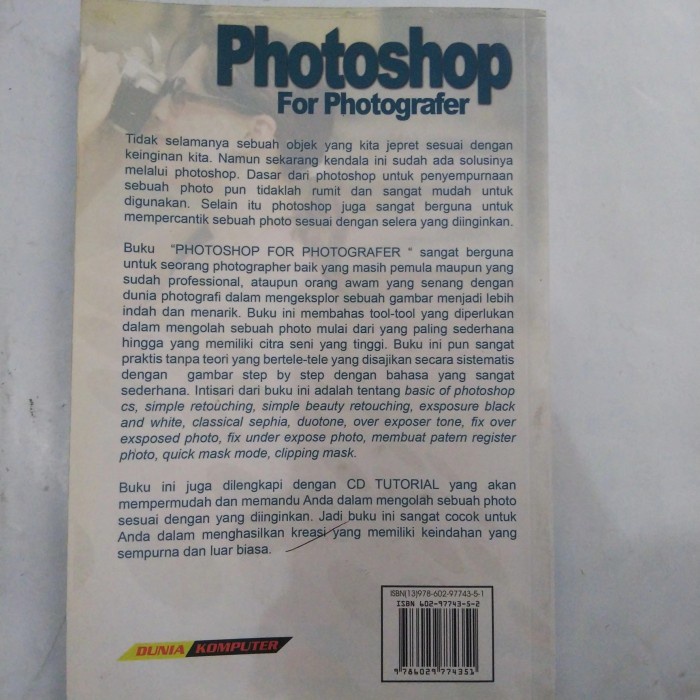 Photoshop
For Photografer
Tidak selamanya sebuah objek yang kita jepret sesuai dengan
keinginan kita. Namun sekarang kendala ini sudah ada solusinya
melalui photoshop. Dasar dari photoshop untuk penyempurnaan
sebuah photo pun tidaklah rumit dan sangat mudah untuk
digunakan. Selain itu photoshop juga sangat berguna untuk
mempercantik sebuah photo sesuai dengan selera yang diinginkan.
Buku "PHOTOSHOP FOR PHOTOGRAFER " sangat berguna
untuk seorang photographer baik yang masih pemula maupun yang
sudah professional, ataupun orang awam yang senang dengan
dunia photografi dalam mengeksplor sebuah gambar menjadi lebih
indah dan menarik. Buku ini membahas tool-tool yang diperlukan
dalam mengolah sebuah photo mulai dari yang paling sederhana
hingga yang memiliki citra seni yang tinggi. Buku ini pun sangat
praktis tanpa teori yang bertele-tele yang disajikan secara sistematis
dengan gambar step by step dengan bahasa yang sangat
sederhana. Intisari dari buku ini adalah tentang basic of photoshop
cs, simple retouching, simple beauty retouching, exsposure black
and white, classical sephia, duotone, over exposer tone, fix over
exsposed photo, fix under expose photo, membuat patern register
photo, quick mask mode, clipping mask.
Buku ini juga dilengkapi dengan CD TUTORIAL yang akan
mempermudah dan memandu Anda dalam mengolah sebuah photo
sesuai dengan yang diinginkan. Jadi buku ini sangat cocok untuk
Anda dalam menghasilkan kreasi yang memiliki keindahan yang
sempurna dan luar biasa.
ISBN(13)978-602-97743-5-1
ISBN 602-97743-5-2
9 786029 774351
DUNIA KOMPUTER